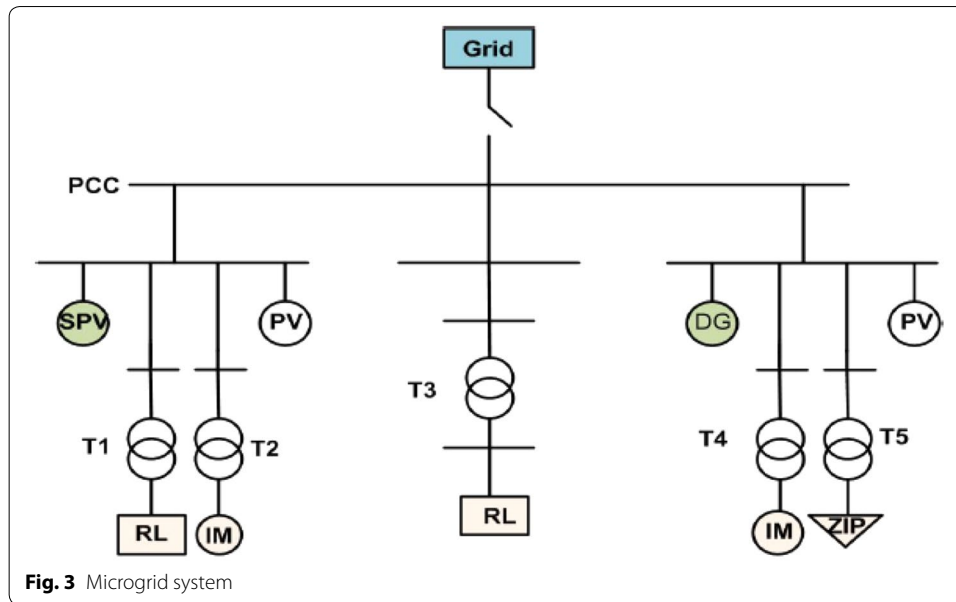 Grid
PCC
SPV
PV
DG
PV
T3
T1
T2
T4
T5
RL
IM
RL
IM
ZIP
Fig. 3 Microgrid system